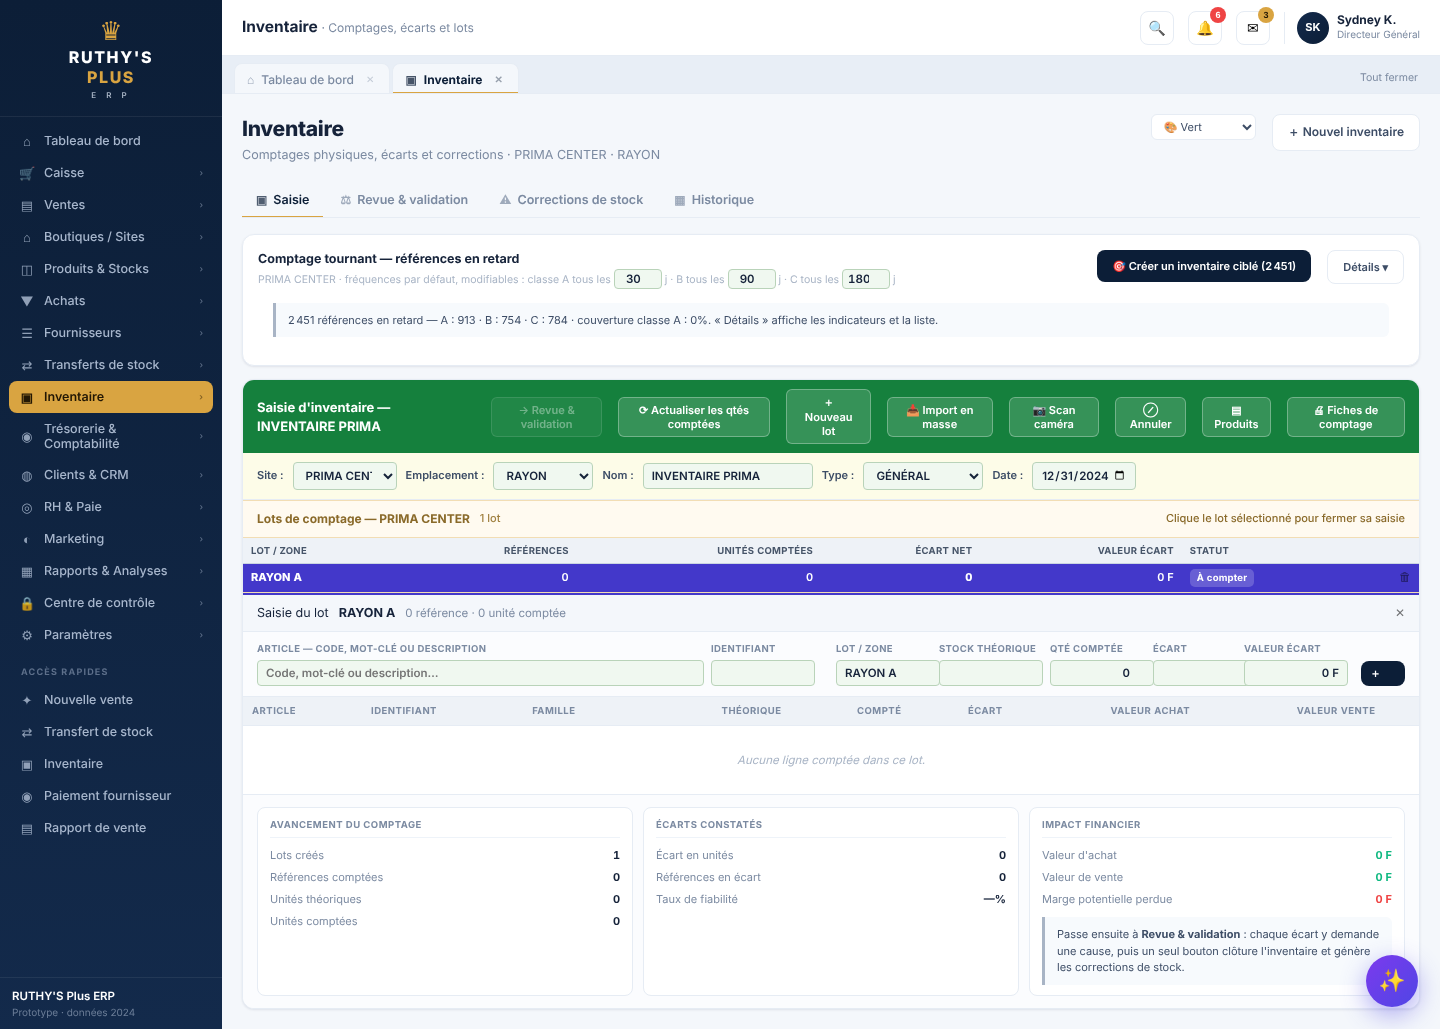 RUTHY'S
PLUS
E R P
Tableau de bord
Caisse
Ventes
Boutiques / Sites
Produits & Stocks
Achats
Fournisseurs
Transferts de stock
Inventaire
Trésorerie &
Comptabilité
Clients & CRM
RH & Paie
Marketing
Rapports & Analyses
Centre de contrôle
Paramètres
ACCÈS RAPIDES
Nouvelle vente
Transfert de stock
Inventaire
Paiement fournisseur
Rapport de vente
RUTHY'S Plus ERP
Prototype · données 2024
Inventaire · Comptages, écarts et lots
6
3
SK
Sydney K.
Directeur Général
Tableau de bord ×
Inventaire ×
Tout fermer
Inventaire
Comptages physiques, écarts et corrections · PRIMA CENTER · RAYON
Vert
+ Nouvel inventaire
Saisie
Revue & validation
Corrections de stock
Historique
Comptage tournant — références en retard
PRIMA CENTER · fréquences par défaut, modifiables : classe A tous les 30 j · B tous les 90 j · C tous les 180 j
Créer un inventaire ciblé (2 451)
Détails ▾
2 451 références en retard — A : 913 · B : 754 · C : 784 · couverture classe A : 0%. « Détails » affiche les indicateurs et la liste.
Saisie d'inventaire —
INVENTAIRE PRIMA
→ Revue &
validation
⟳ Actualiser les qtés
comptées
+
Nouveau
lot
Import en
masse
Scan
caméra
Annuler
Produits
Fiches de
comptage
Site : PRIMA CENT Emplacement : RAYON Nom : INVENTAIRE PRIMA Type : GÉNÉRAL Date : 12/31/2024
Lots de comptage — PRIMA CENTER 1 lot
Clique le lot sélectionné pour fermer sa saisie
LOT / ZONE RÉFÉRENCES UNITÉS COMPTÉES ÉCART NET VALEUR ÉCART STATUT
RAYON A 0 0 0 0 F À compter
Saisie du lot RAYON A 0 référence · 0 unité comptée ×
ARTICLE — CODE, MOT-CLÉ OU DESCRIPTION IDENTIFIANT LOT / ZONE STOCK THÉORIQUE QTÉ COMPTÉE ÉCART VALEUR ÉCART
Code, mot-clé ou description... RAYON A 0 0 F +
ARTICLE IDENTIFIANT FAMILLE THÉORIQUE COMPTÉ ÉCART VALEUR ACHAT VALEUR VENTE
Aucune ligne comptée dans ce lot.
AVANCEMENT DU COMPTAGE
Lots créés 1
Références comptées 0
Unités théoriques 0
Unités comptées 0
ÉCARTS CONSTATÉS
Écart en unités 0
Références en écart 0
Taux de fiabilité —%
IMPACT FINANCIER
Valeur d'achat 0 F
Valeur de vente 0 F
Marge potentielle perdue 0 F
Passe ensuite à Revue & validation : chaque écart y demande
une cause, puis un seul bouton clôture l'inventaire et génère
les corrections de stock.